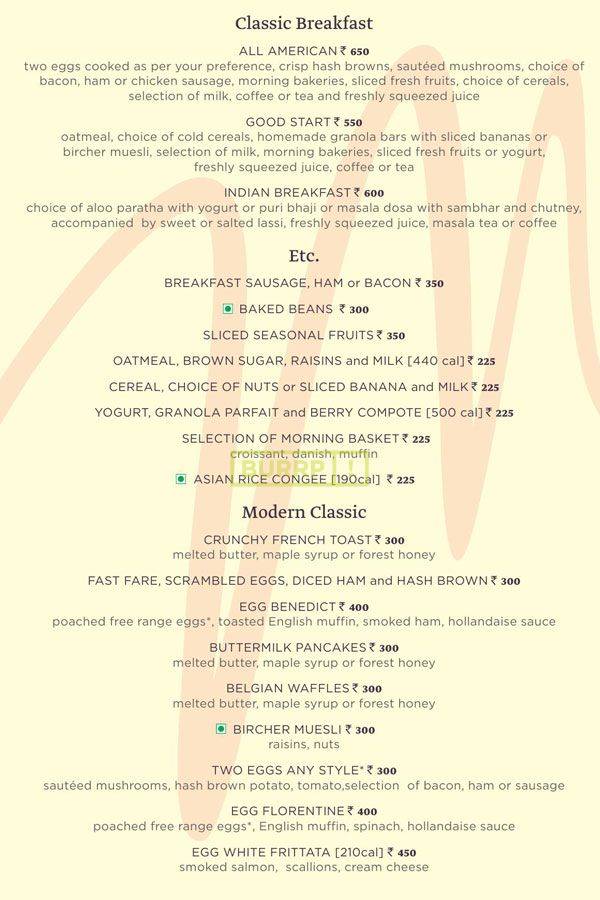 Classic Breakfast
ALL AMERICAN ₹ 650
two eggs cooked as per your preference, crisp hash browns, sautéed mushrooms, choice of
bacon, ham or chicken sausage, morning bakeries, sliced fresh fruits, choice of cereals,
selection of milk, coffee or tea and freshly squeezed juice
GOOD START ₹ 550
oatmeal, choice of cold cereals, homemade granola bars with sliced bananas or
bircher muesli, selection of milk, morning bakeries, sliced fresh fruits or yogurt,
freshly squeezed juice, coffee or tea
INDIAN BREAKFAST ₹ 600
choice of aloo paratha with yogurt or puri bhaji or masala dosa with sambhar and chutney,
accompanied by sweet or salted lassi, freshly squeezed juice, masala tea or coffee
Etc.
BREAKFAST SAUSAGE, HAM or BACON ₹ 350
BAKED BEANS ₹ 300
SLICED SEASONAL FRUITS ₹ 350
OATMEAL, BROWN SUGAR, RAISINS and MILK [440 cal] ₹ 225
CEREAL, CHOICE OF NUTS or SLICED BANANA and MILK ₹ 225
YOGURT, GRANOLA PARFAIT and BERRY COMPOTE [500 cal] ₹ 225
SELECTION OF MORNING BASKET ₹ 225
croissant, danish, muffin
BURRP!
ASIAN RICE CONGEE [190cal] ₹ 225
Modern Classic
CRUNCHY FRENCH TOAST ₹ 300
melted butter, maple syrup or forest honey
FAST FARE, SCRAMBLED EGGS, DICED HAM and HASH BROWN ₹ 300
EGG BENEDICT ₹ 400
poached free range eggs*, toasted English muffin, smoked ham, hollandaise sauce
BUTTERMILK PANCAKES ₹ 300
melted butter, maple syrup or forest honey
BELGIAN WAFFLES ₹ 300
melted butter, maple syrup or forest honey
BIRCHER MUESLI ₹ 300
raisins, nuts
TWO EGGS ANY STYLE* ₹ 300
sautéed mushrooms, hash brown potato, tomato,selection of bacon, ham or sausage
EGG FLORENTINE ₹ 400
poached free range eggs*, English muffin, spinach, hollandaise sauce
EGG WHITE FRITTATA [210cal] ₹ 450
smoked salmon, scallions, cream cheese